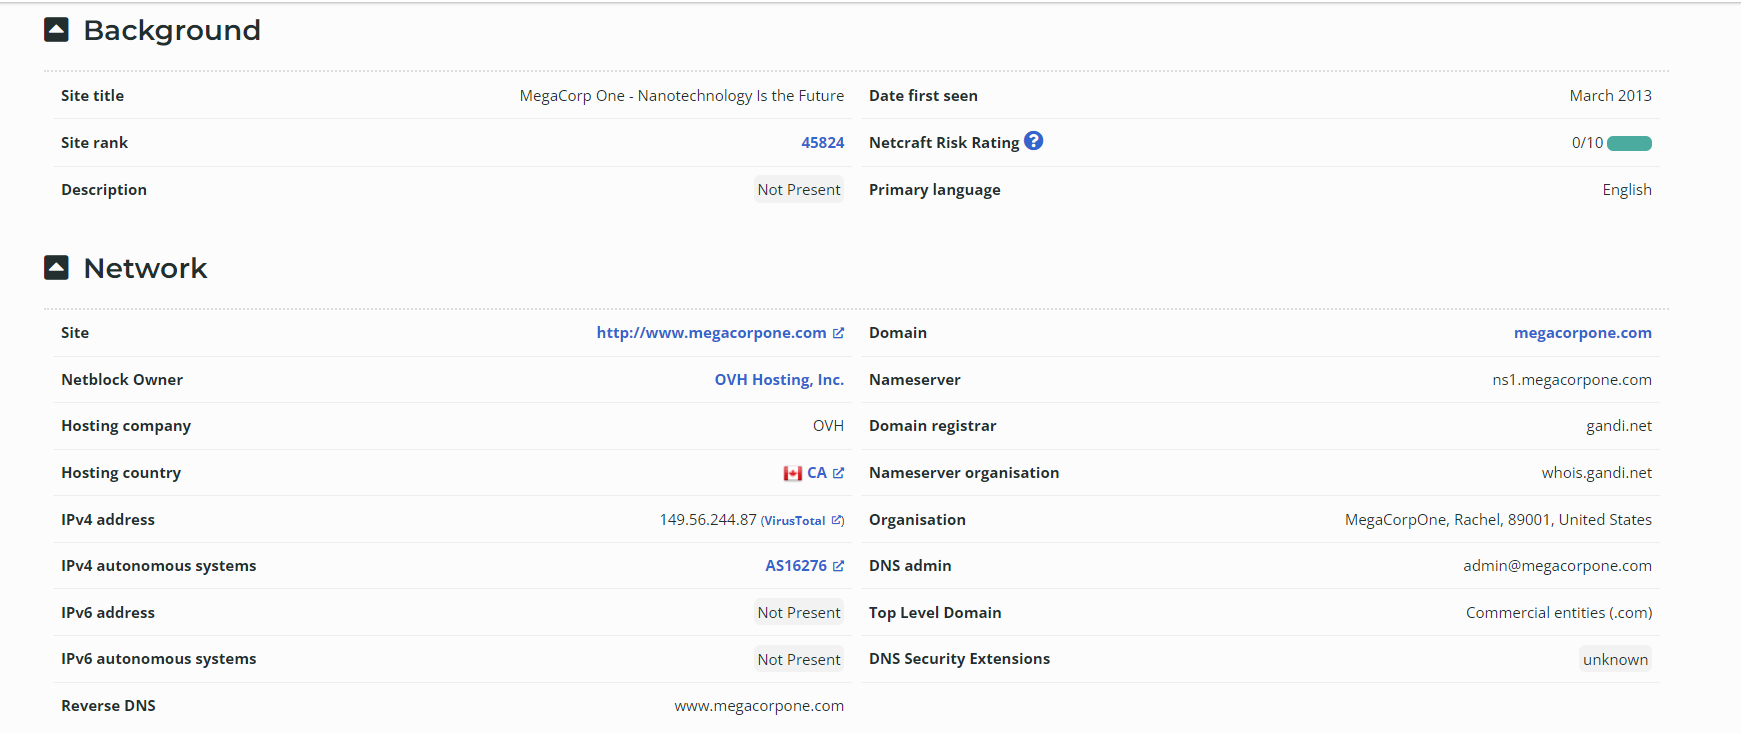 Background
Site title MegaCorp One - Nanotechnology Is the Future Date first seen March 2013
Site rank 45824 Netcraft Risk Rating ? 0/10
Description Not Present Primary language English
Network
Site http://www.megacorpone.com Domain megacorpone.com
Netblock Owner OVH Hosting, Inc. Nameserver ns1.megacorpone.com
Hosting company OVH Domain registrar gandi.net
Hosting country CA Nameserver organisation whois.gandi.net
IPv4 address 149.56.244.87 (VirusTotal) Organisation MegaCorpOne, Rachel, 89001, United States
IPv4 autonomous systems AS16276 DNS admin admin@megacorpone.com
IPv6 address Not Present Top Level Domain Commercial entities (.com)
IPv6 autonomous systems Not Present DNS Security Extensions unknown
Reverse DNS www.megacorpone.com